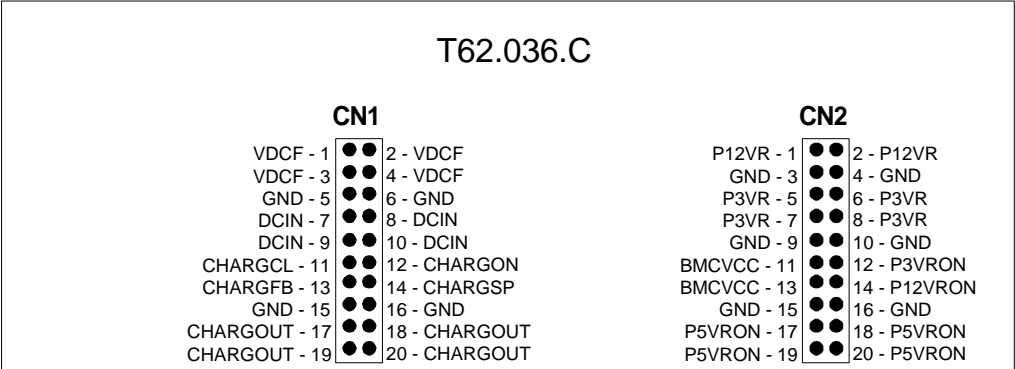 T62.036.C
CN1 CN2
VDCF - 1 2 - VDCF P12VR - 1 2 - P12VR
VDCF - 3 4 - VDCF GND - 3 4 - GND
GND - 5 6 - GND P3VR - 5 6 - P3VR
DCIN - 7 8 - DCIN P3VR - 7 8 - P3VR
DCIN - 9 10 - DCIN GND - 9 10 - GND
CHARGCL - 11 12 - CHARGON BMCVCC - 11 12 - P3VRON
CHARGFB - 13 14 - CHARGSP BMCVCC - 13 14 - P12VRON
GND - 15 16 - GND GND - 15 16 - GND
CHARGOUT - 17 18 - CHARGOUT P5VRON - 17 18 - P5VRON
CHARGOUT - 19 20 - CHARGOUT P5VRON - 19 20 - P5VRON